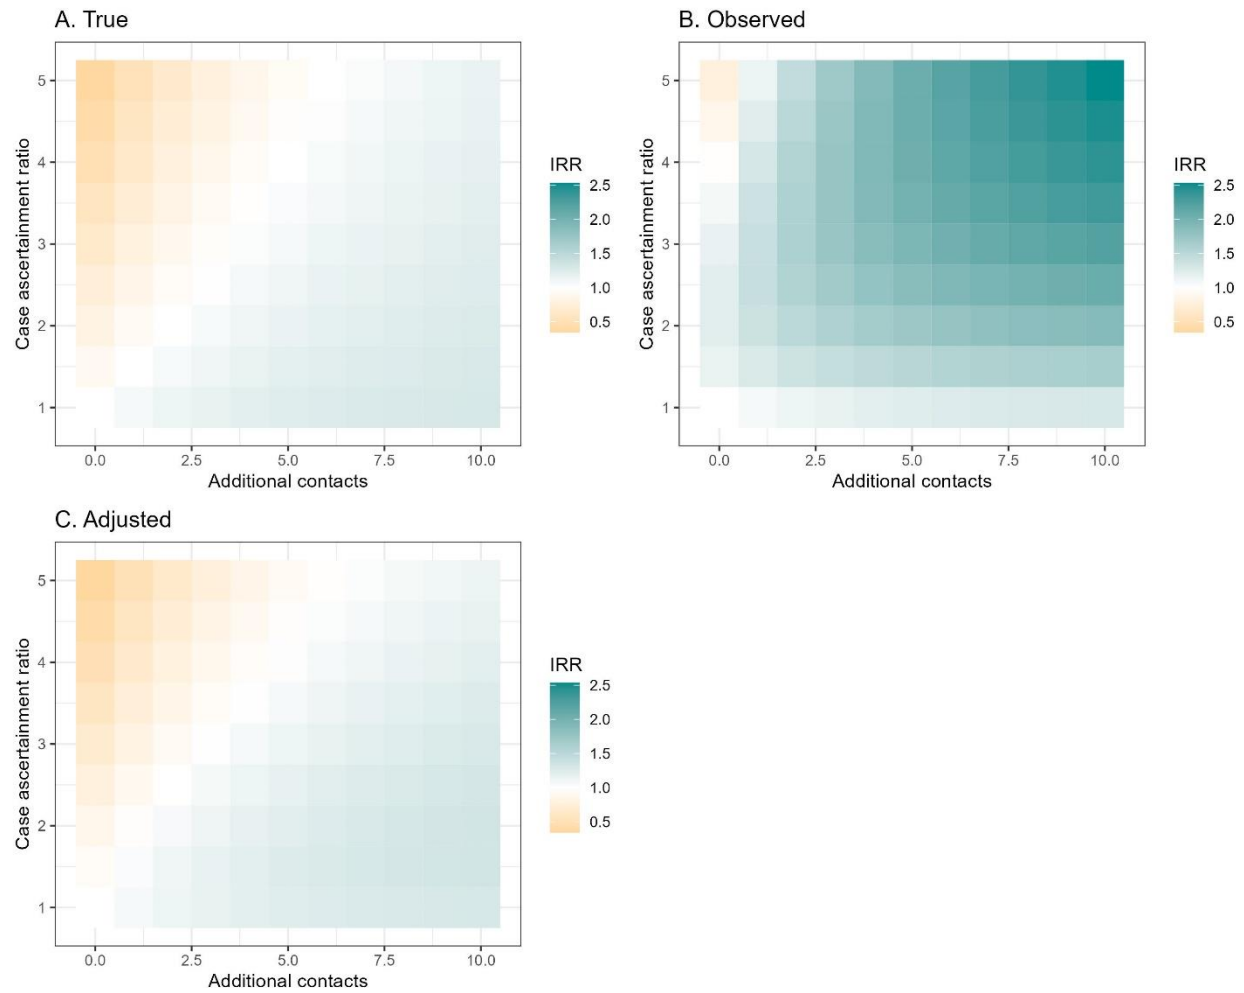 A. True
Case ascertainment ratio
5
4
3
2
1
0.0 2.5 5.0 7.5 10.0
Additional contacts
IRR
2.5
2.0
1.5
1.0
0.5
B. Observed
Case ascertainment ratio
5
4
3
2
1
0.0 2.5 5.0 7.5 10.0
Additional contacts
IRR
2.5
2.0
1.5
1.0
0.5
C. Adjusted
Case ascertainment ratio
5
4
3
2
1
0.0 2.5 5.0 7.5 10.0
Additional contacts
IRR
2.5
2.0
1.5
1.0
0.5